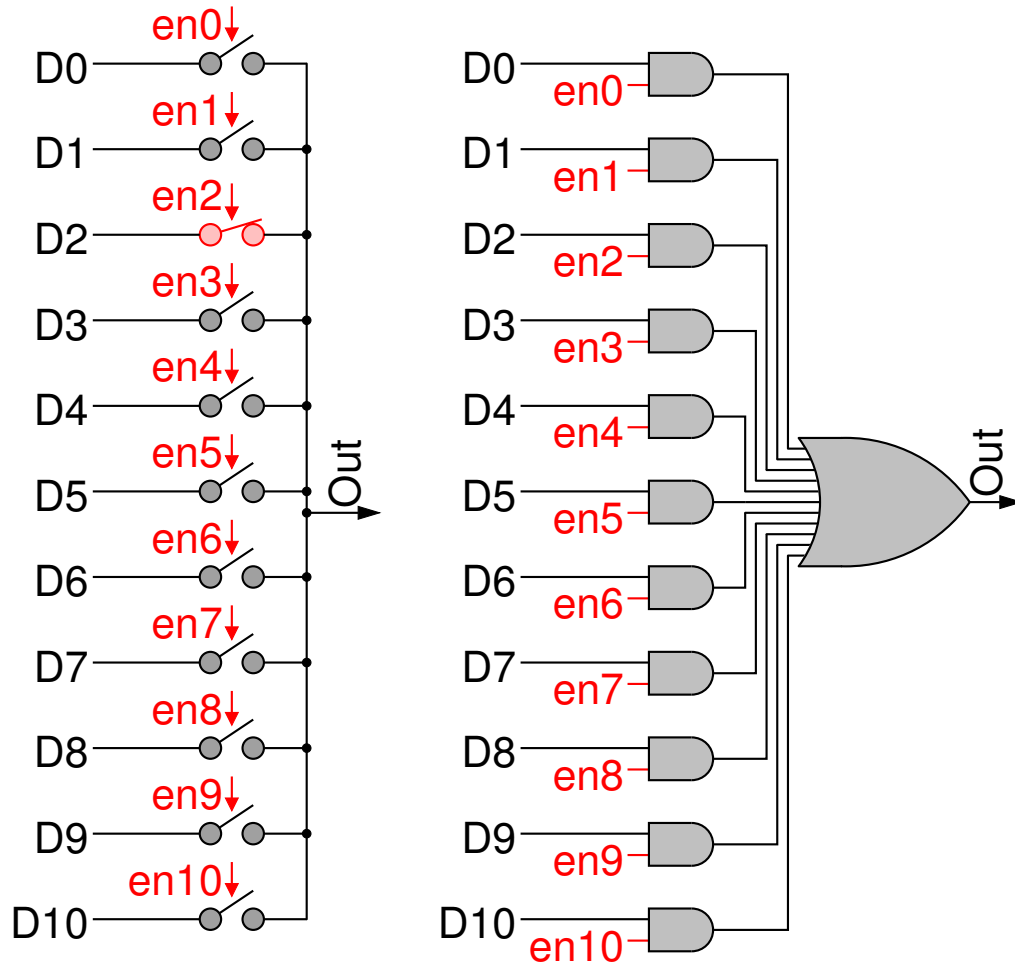 en0
D0
en1
D1
en2
D2
en3
D3
en4
D4
en5
D5
Out
en6
D6
en7
D7
en8
D8
en9
D9
en10
D10
D0
en0
D1
en1
D2
en2
D3
en3
D4
en4
D5
en5
Out
D6
en6
D7
en7
D8
en8
D9
en9
D10
en10